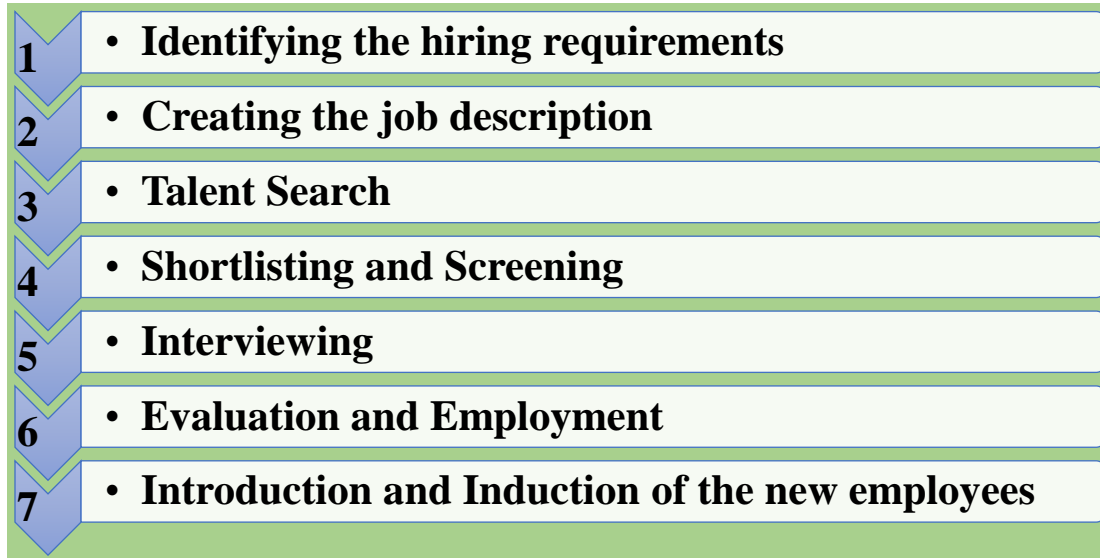 1 • Identifying the hiring requirements
2 • Creating the job description
3 • Talent Search
4 • Shortlisting and Screening
5 • Interviewing
6 • Evaluation and Employment
7 • Introduction and Induction of the new employees